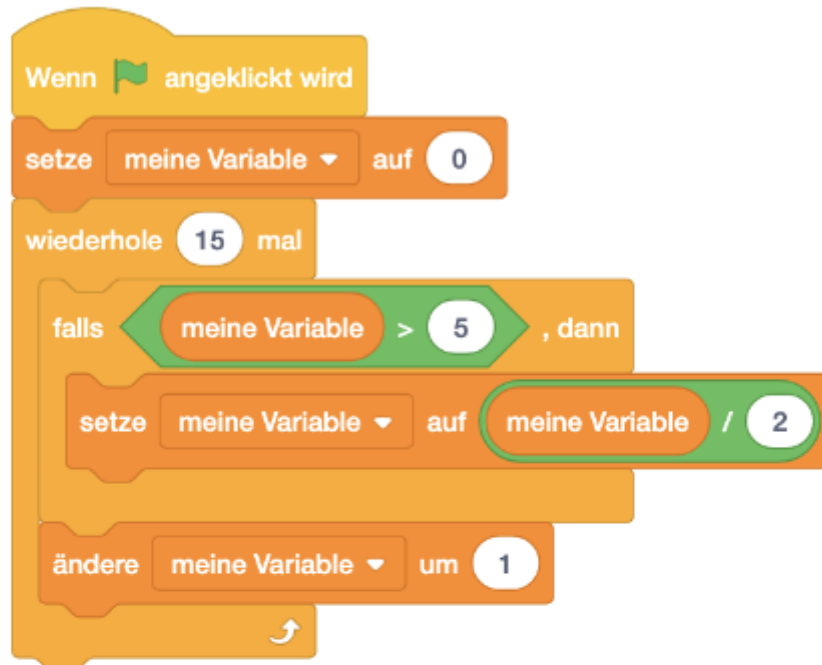 Wenn angeklickt wird
setze meine Variable auf 0
wiederhole 15 mal
falls meine Variable > 5 , dann
setze meine Variable auf meine Variable / 2
ändere meine Variable um 1